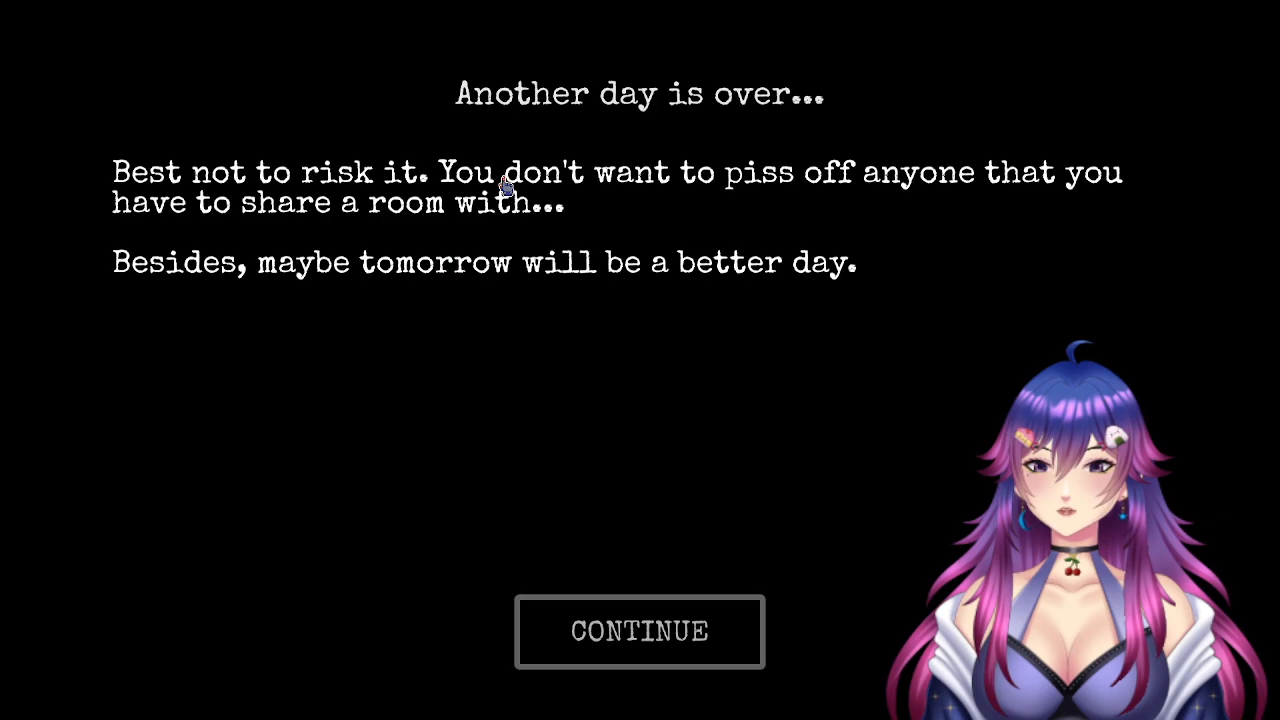 Another day is over...
Best not to risk it. You don't want to piss off anyone that you
have to share a room with...
Besides, maybe tomorrow will be a better day.
CONTINUE